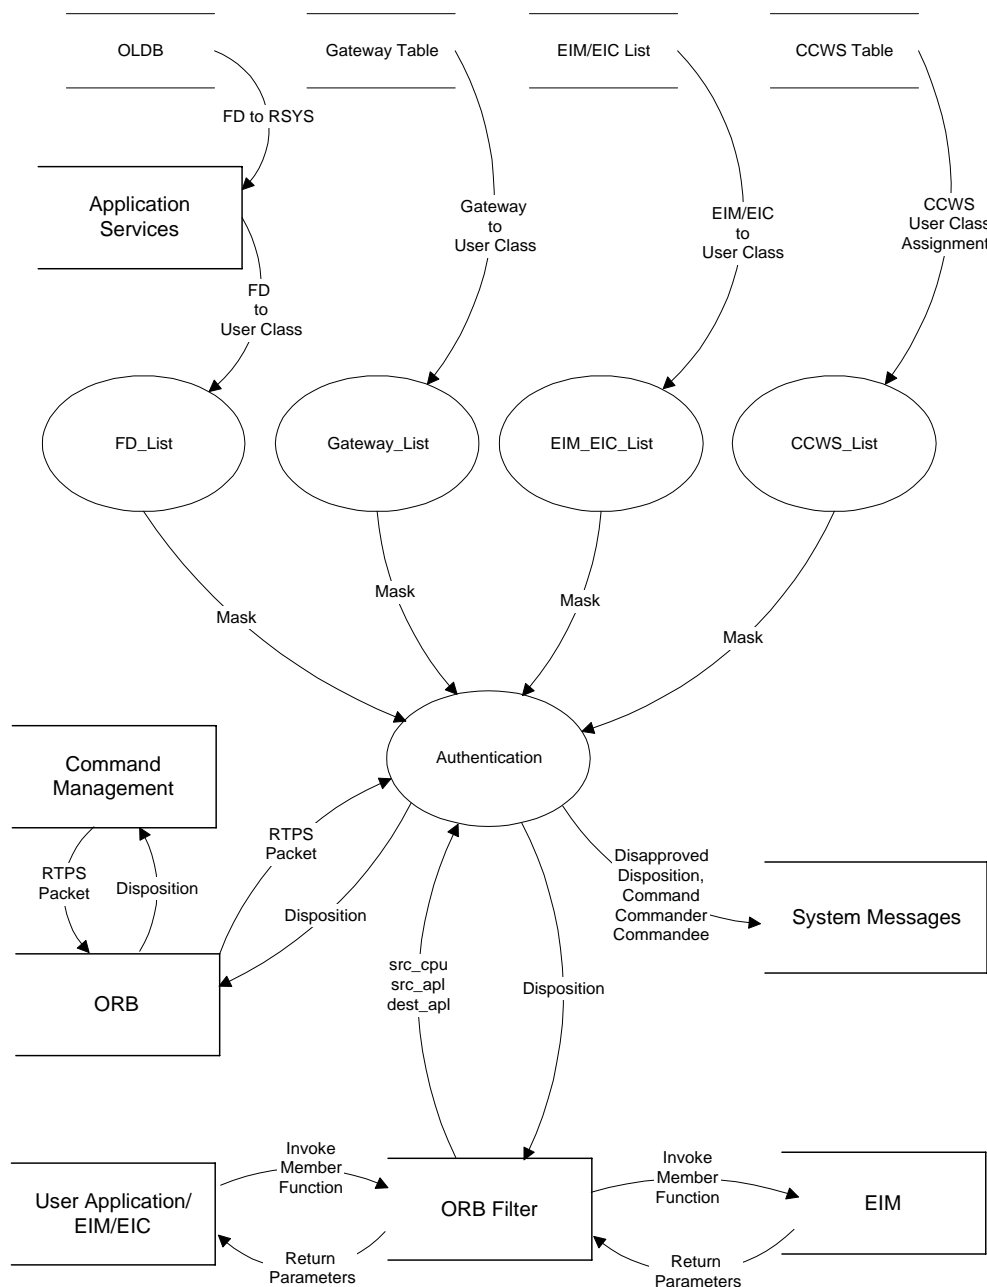 OLDB
Gateway Table
EIM/EIC List
CCWS Table
FD to RSYS
Application
Services
Gateway
to
User Class
EIM/EIC
to
User Class
CCWS
User Class
Assignment
FD
to
User Class
FD_List
Gateway_List
EIM_EIC_List
CCWS_List
Mask
Mask
Mask
Mask
Authentication
Command
Management
RTPS
Packet
Disposition
RTPS
Packet
Disposition
Disapproved
Disposition,
Command
Commander
Commandee
System Messages
ORB
src_cpu
src_apl
dest_apl
Disposition
User Application/
EIM/EIC
Invoke
Member
Function
Return
Parameters
ORB Filter
Invoke
Member
Function
Return
Parameters
EIM